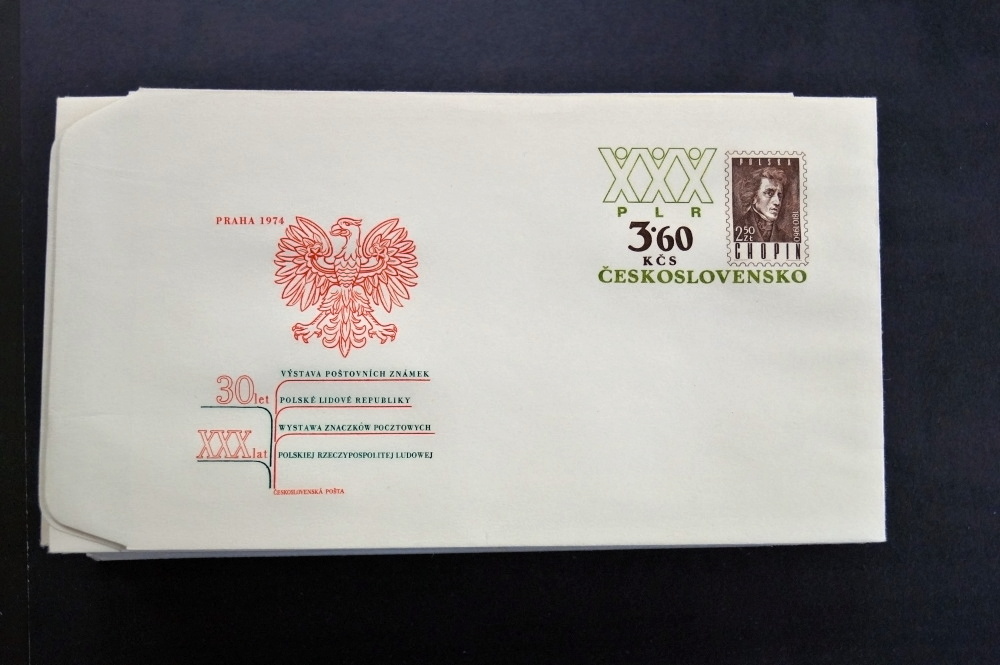 PRAHA 1974
30 let
XXX lat
VÝSTAVA POŠTOVNÍCH ZNÁMEK
POLSKÉ LIDOVÉ REPUBLIKY
WYSTAWA ZNACZKÓW POCZTOWYCH
POLSKIEJ RZECZYPOSPOLITEJ LUDOWEJ
ČESKOSLOVENSKÁ POŠTA
XXX
P L R
3·60
KČS
ČESKOSLOVENSKO
POLSKA
1810·1960
2·50
ZŁ
CHOPIN